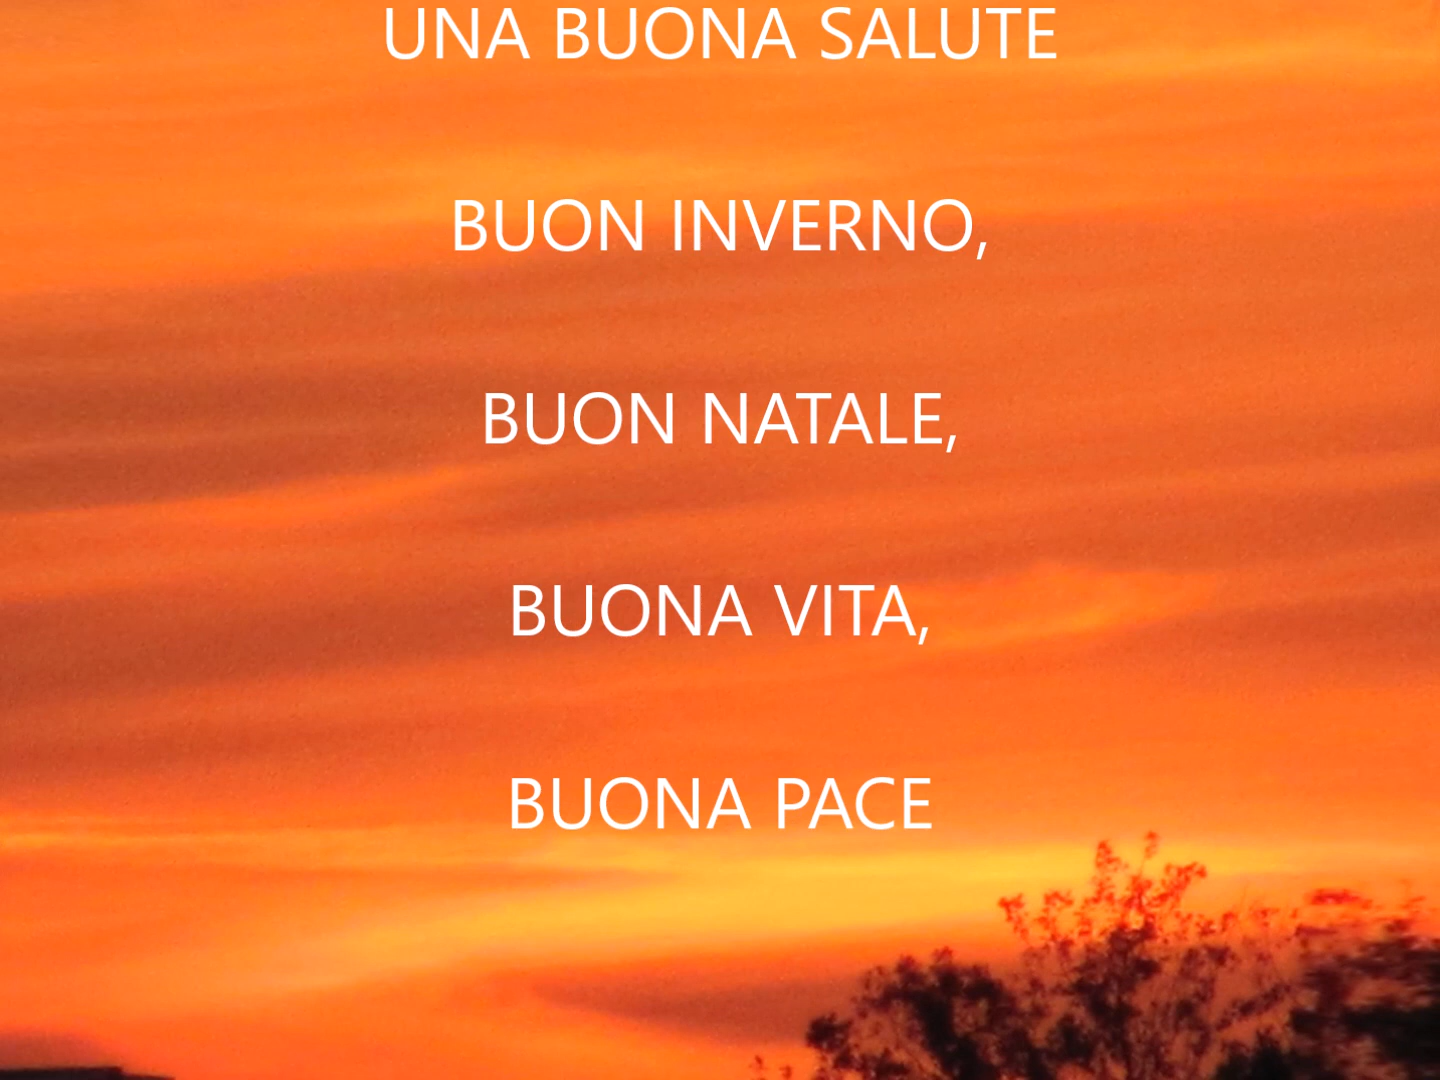 UNA BUONA SALUTE
BUON INVERNO,
BUON NATALE,
BUONA VITA,
BUONA PACE